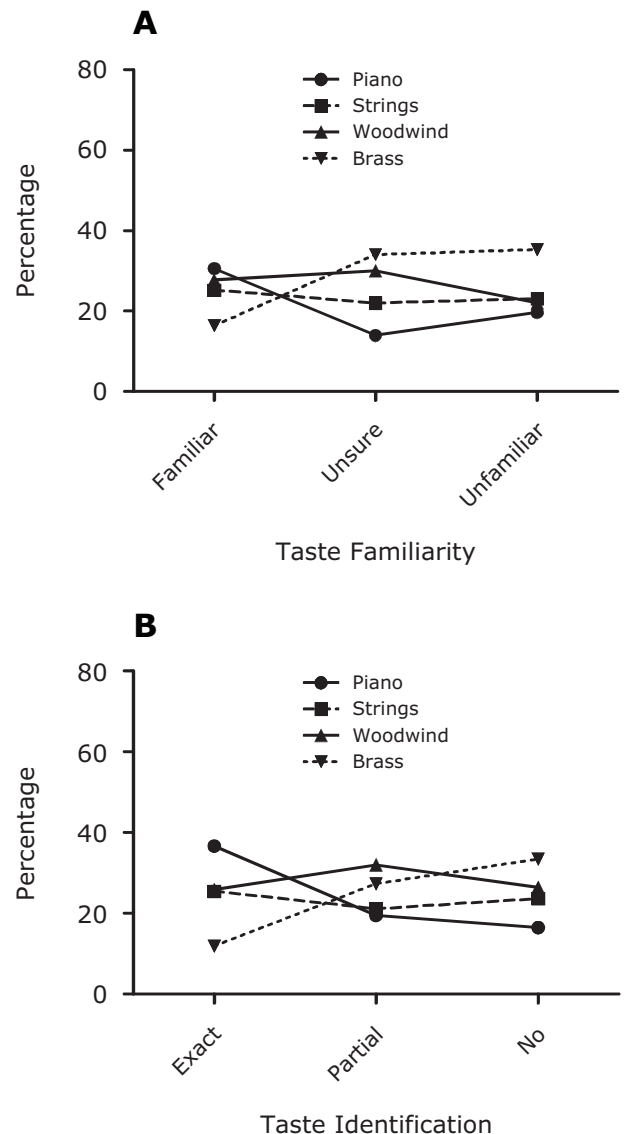 A
80
60
40
20
0
Percentage
Piano
Strings
Woodwind
Brass
Familiar
Unsure
Unfamiliar
Taste Familiarity
B
80
60
40
20
0
Percentage
Piano
Strings
Woodwind
Brass
Exact
Partial
No
Taste Identification